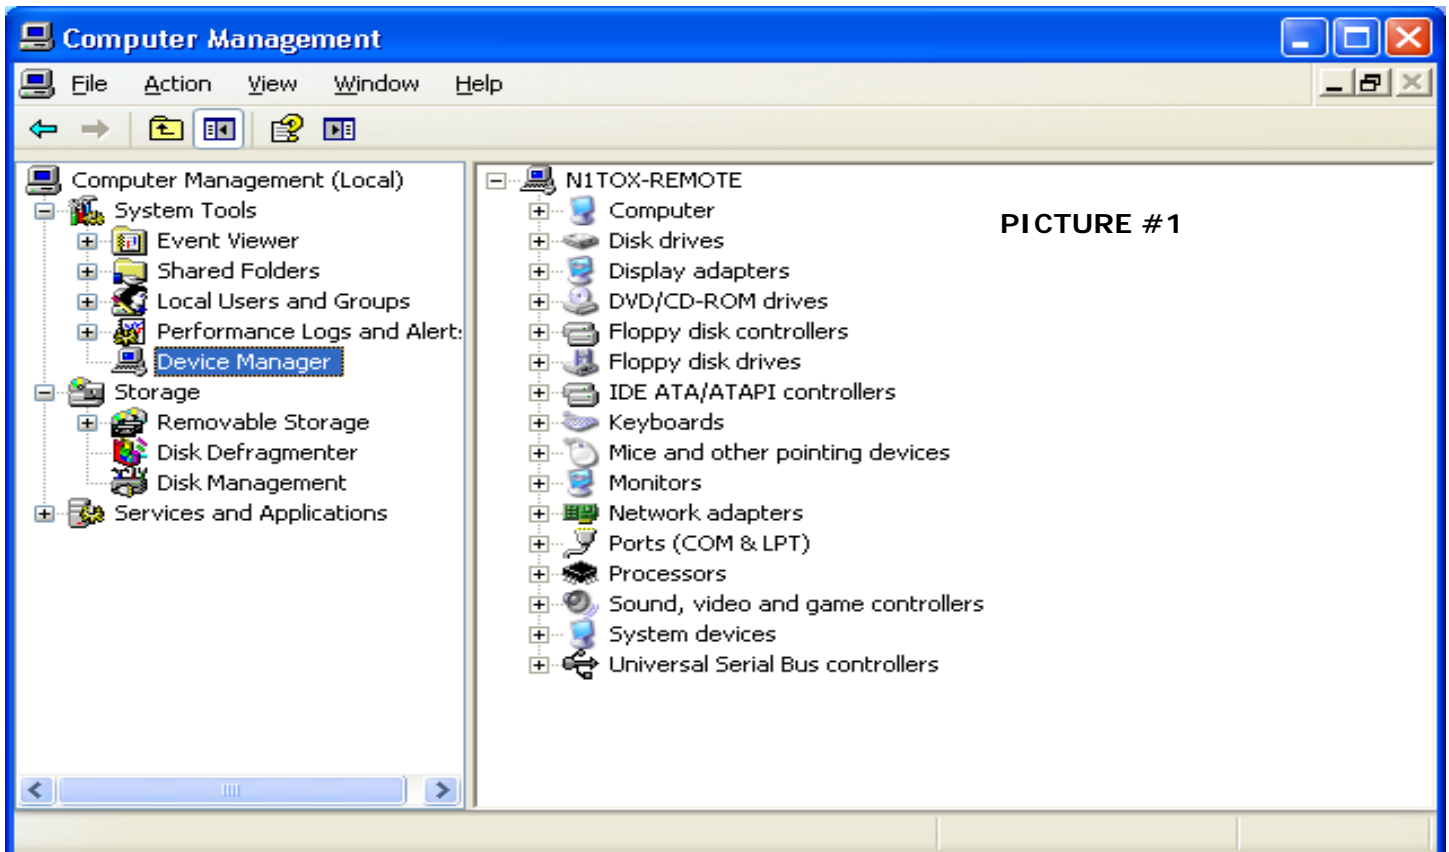 Computer Management
File Action View Window Help
Computer Management (Local)
System Tools
Event Viewer
Shared Folders
Local Users and Groups
Performance Logs and Alert
Device Manager
Storage
Removable Storage
Disk Defragmenter
Disk Management
Services and Applications
N1TOX-REMOTE
Computer
Disk drives
Display adapters
DVD/CD-ROM drives
Floppy disk controllers
Floppy disk drives
IDE ATA/ATAPI controllers
Keyboards
Mice and other pointing devices
Monitors
Network adapters
Ports (COM & LPT)
Processors
Sound, video and game controllers
System devices
Universal Serial Bus controllers
PICTURE #1